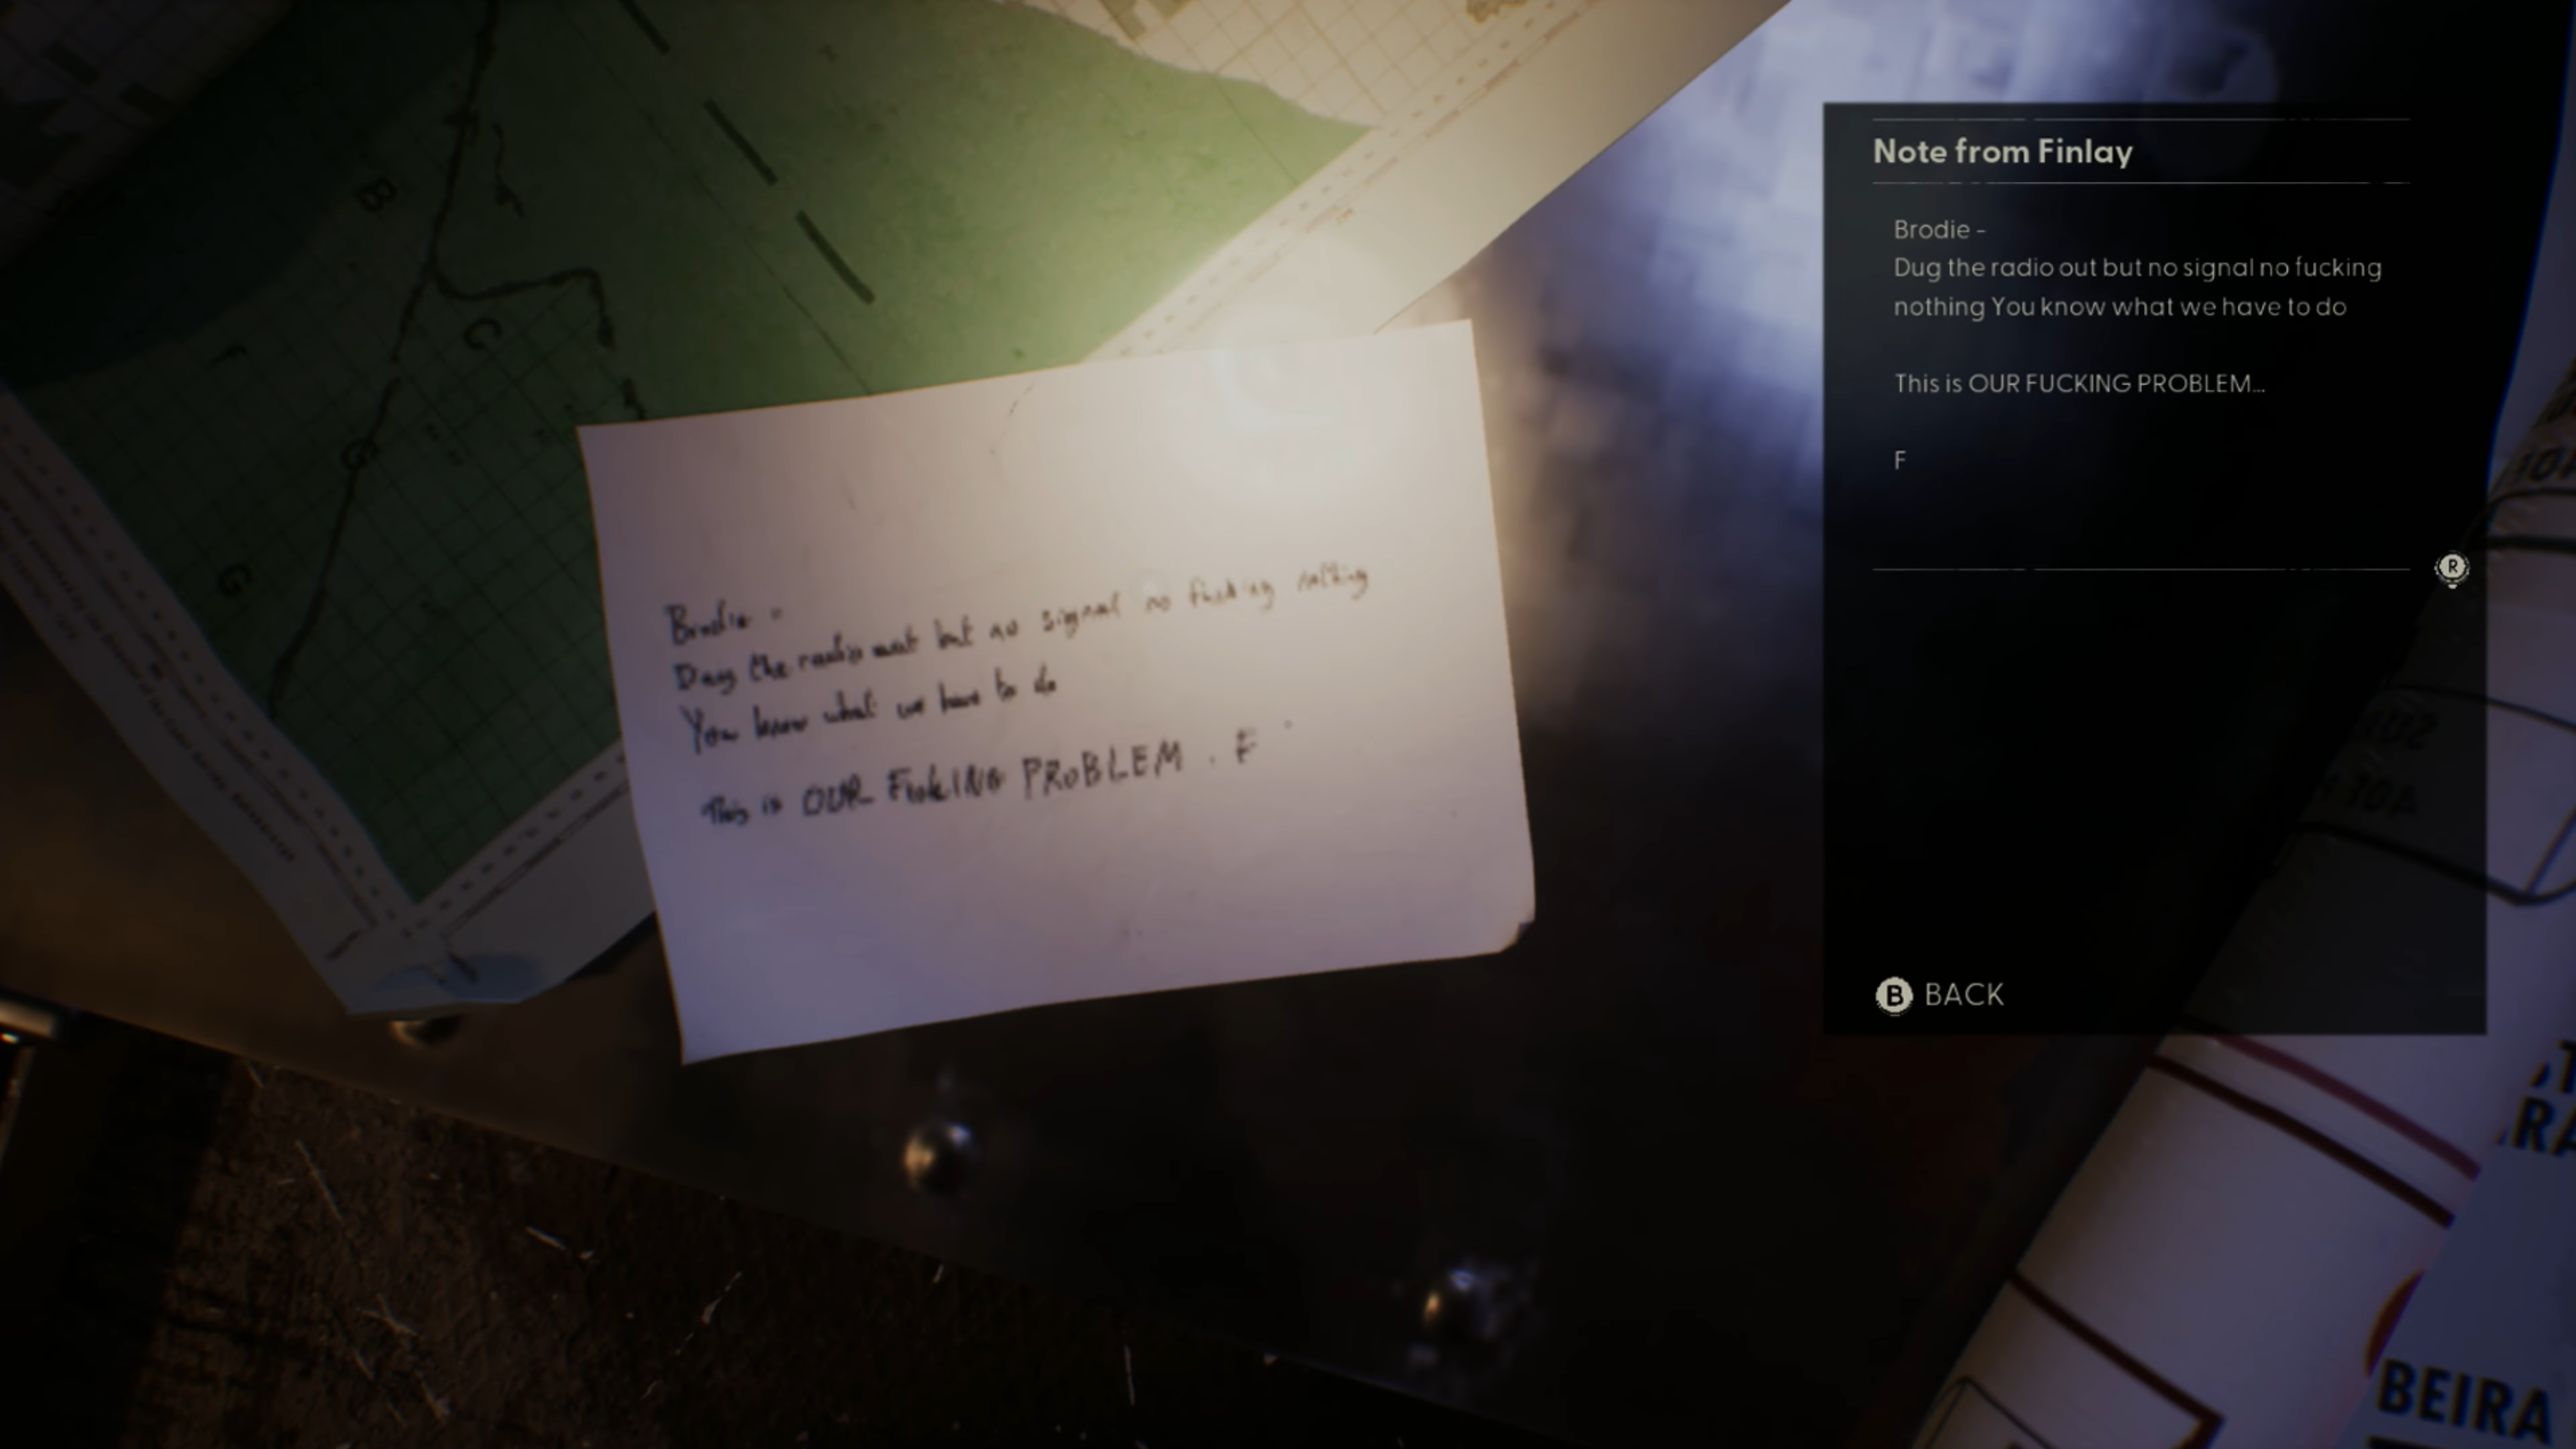 Brodie -
Dug the radio out but no signal no fucking nothing
You know what we have to do
This is OUR FUCKING PROBLEM . F
B
C
G
G
Note from Finlay
Brodie -
Dug the radio out but no signal no fucking
nothing You know what we have to do
This is OUR FUCKING PROBLEM...
F
R
B BACK
BEIRA